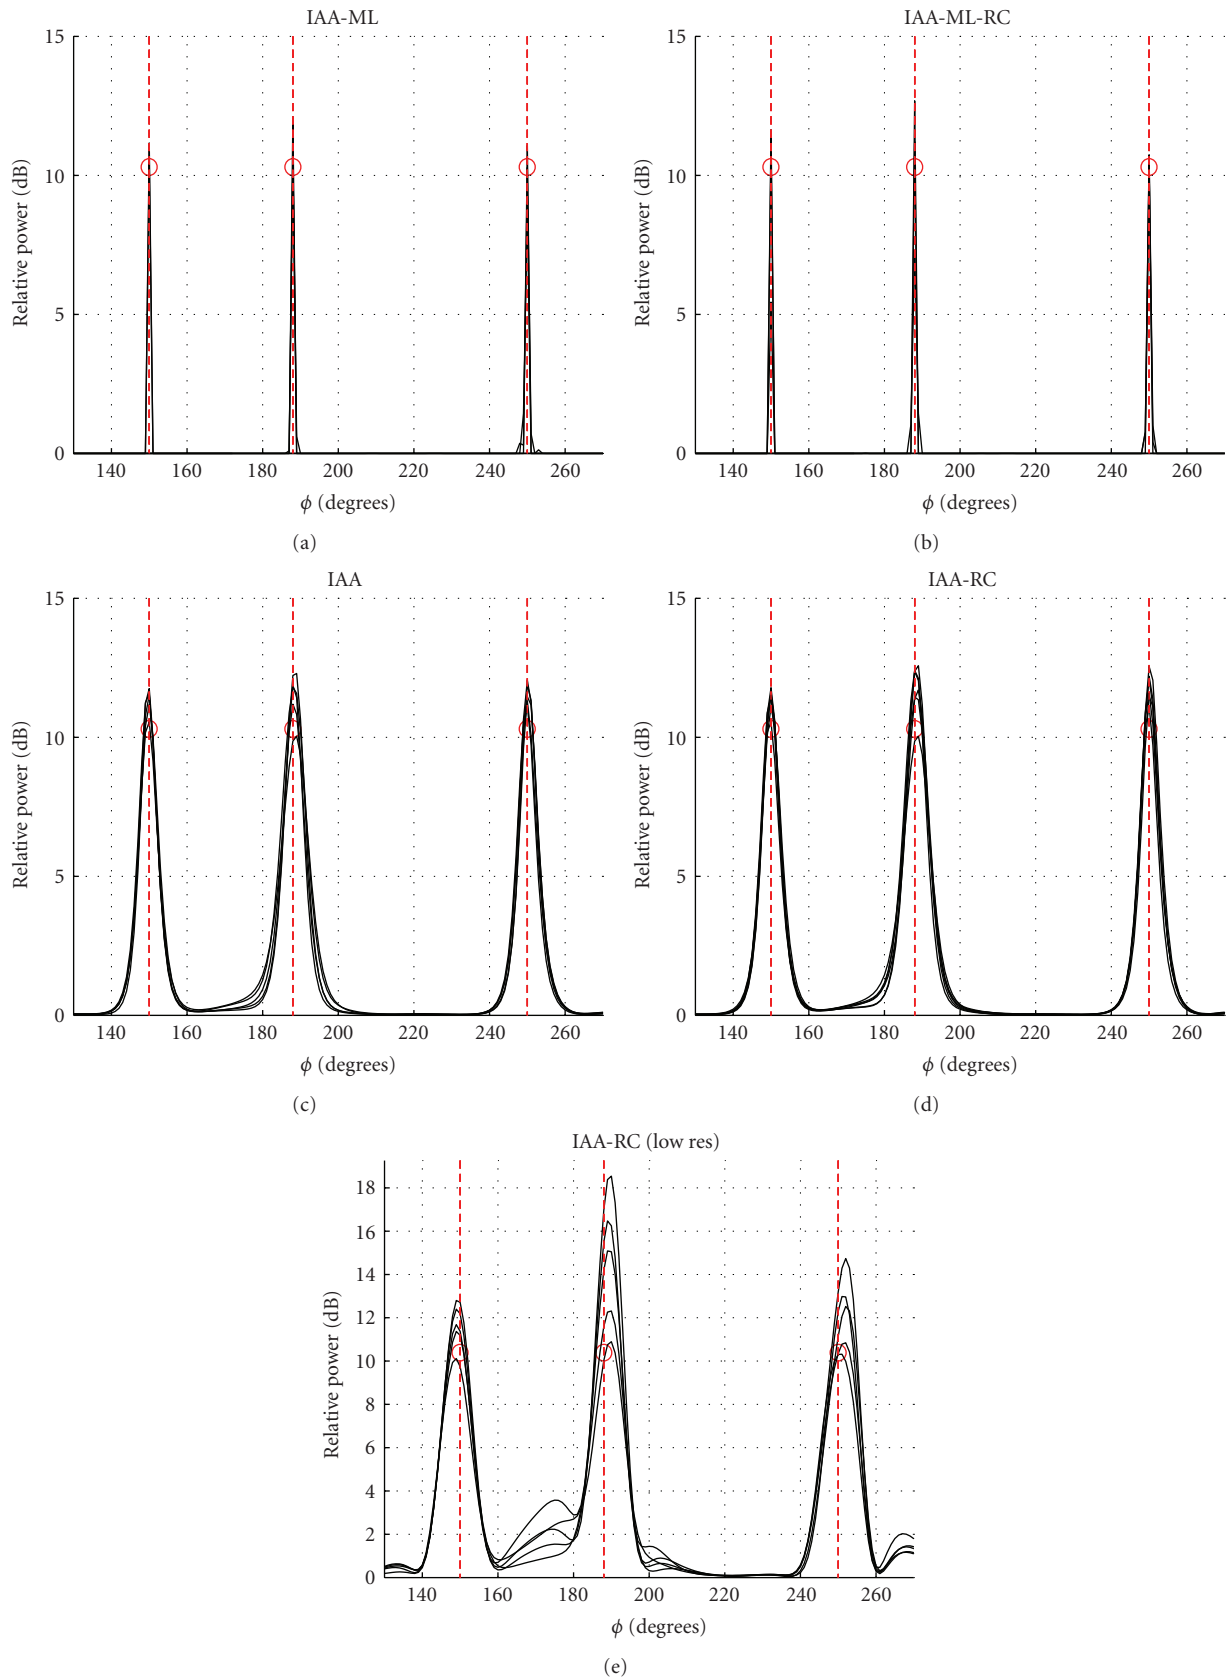 IAA-ML
15
10
5
0
Relative power (dB)
140 160 180 200 220 240 260
ϕ (degrees)
(a)
IAA-ML-RC
15
10
5
0
Relative power (dB)
140 160 180 200 220 240 260
ϕ (degrees)
(b)
IAA
15
10
5
0
Relative power (dB)
140 160 180 200 220 240 260
ϕ (degrees)
(c)
IAA-RC
15
10
5
0
Relative power (dB)
140 160 180 200 220 240 260
ϕ (degrees)
(d)
IAA-RC (low res)
18
16
14
12
10
8
6
4
2
0
Relative power (dB)
140 160 180 200 220 240 260
ϕ (degrees)
(e)